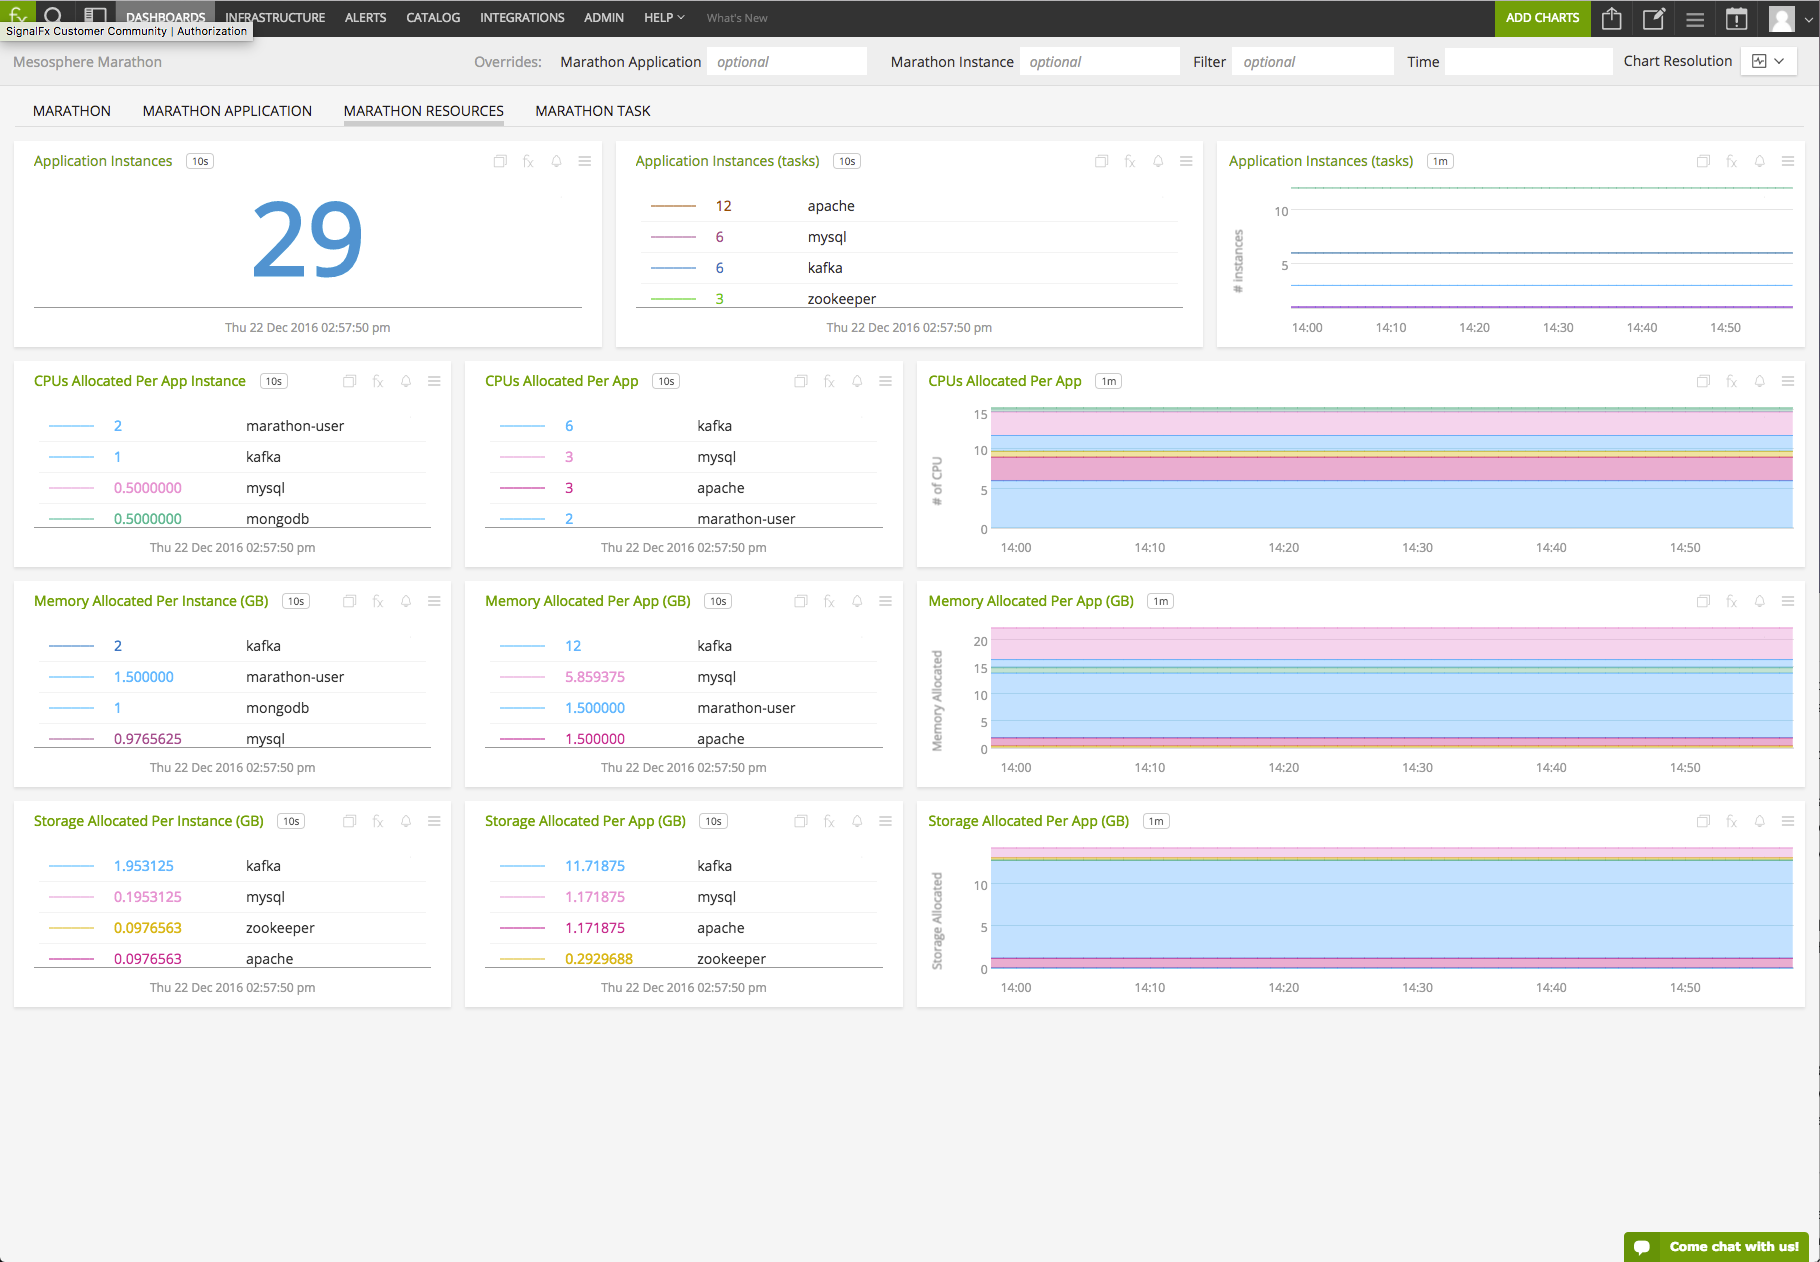 DASHBOARDS INFRASTRUCTURE ALERTS CATALOG INTEGRATIONS ADMIN HELP What's New ADD CHARTS
SignalFx Customer Community | Authorization
Mesosphere Marathon Overrides: Marathon Application optional Marathon Instance optional Filter optional Time Chart Resolution
MARATHON MARATHON APPLICATION MARATHON RESOURCES MARATHON TASK
Application Instances 10s
29
Thu 22 Dec 2016 02:57:50 pm
Application Instances (tasks) 10s
12 apache
6 mysql
6 kafka
3 zookeeper
Thu 22 Dec 2016 02:57:50 pm
Application Instances (tasks) 1m
# instances
10
5
14:00 14:10 14:20 14:30 14:40 14:50
CPUs Allocated Per App Instance 10s
2 marathon-user
1 kafka
0.5000000 mysql
0.5000000 mongodb
Thu 22 Dec 2016 02:57:50 pm
CPUs Allocated Per App 10s
6 kafka
3 mysql
3 apache
2 marathon-user
Thu 22 Dec 2016 02:57:50 pm
CPUs Allocated Per App 1m
# of CPU
15
10
5
0
14:00 14:10 14:20 14:30 14:40 14:50
Memory Allocated Per Instance (GB) 10s
2 kafka
1.500000 marathon-user
1 mongodb
0.9765625 mysql
Thu 22 Dec 2016 02:57:50 pm
Memory Allocated Per App (GB) 10s
12 kafka
5.859375 mysql
1.500000 marathon-user
1.500000 apache
Thu 22 Dec 2016 02:57:50 pm
Memory Allocated Per App (GB) 1m
Memory Allocated
20
15
10
5
0
14:00 14:10 14:20 14:30 14:40 14:50
Storage Allocated Per Instance (GB) 10s
1.953125 kafka
0.1953125 mysql
0.0976563 zookeeper
0.0976563 apache
Thu 22 Dec 2016 02:57:50 pm
Storage Allocated Per App (GB) 10s
11.71875 kafka
1.171875 mysql
1.171875 apache
0.2929688 zookeeper
Thu 22 Dec 2016 02:57:50 pm
Storage Allocated Per App (GB) 1m
Storage Allocated
10
5
0
14:00 14:10 14:20 14:30 14:40 14:50
Come chat with us!